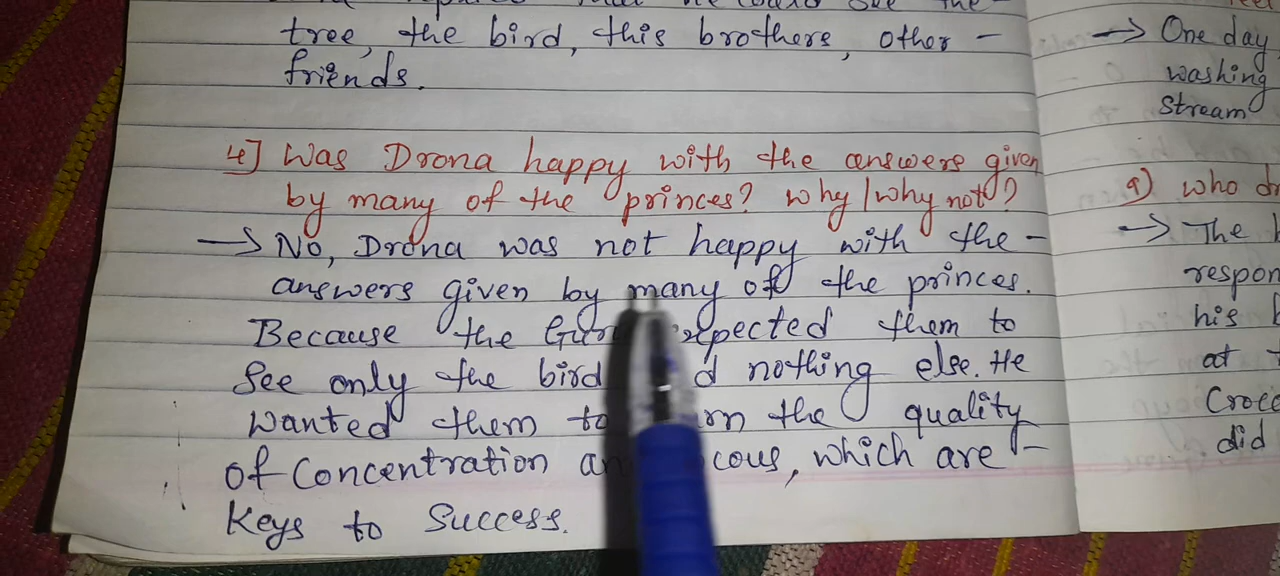 the
tree, the bird, this brothers, other -
friends.
4] Was Drona happy with the answers given
by many of the princes? why/why not?
→ No, Drona was not happy with the -
answers given by many of the princes.
Because the expected them to
See only the bird nothing else. He
wanted them to the quality
of Concentration , which are -
Keys to Success.
→ One day
washing
Stream
9) who
→ The
respon
his
at
Croc
did